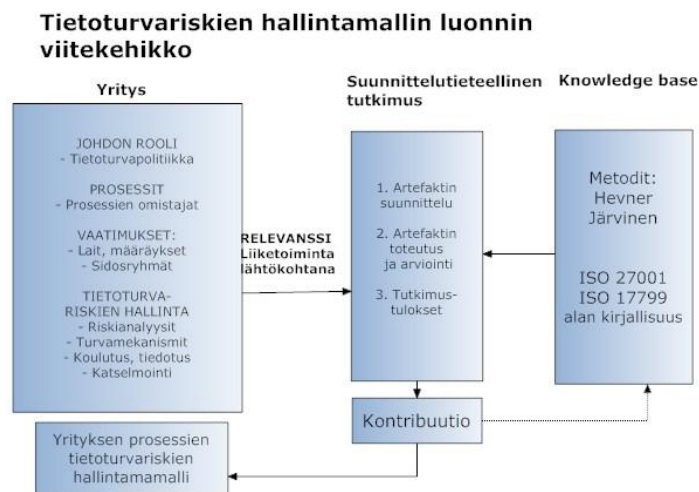 Tietoturvariskien hallintamallin luonnin
viitekehikko
Yritys
JOHDON ROOLI
- Tietoturvapolitiikka
PROSESSIT
- Prosessien omistajat
VAATIMUKSET:
- Lait, määräykset
- Sidosryhmät
TIETOTURVA-
RISKIEN HALLINTA
- Riskianalyysit
- Turvamekanismit
- Koulutus, tiedotus
- Katselmointi
RELEVANSSI
Liiketoiminta
lähtökohtana
Suunnittelutieteellinen
tutkimus
1. Artefaktin
suunnittelu
2. Artefaktin
toteutus
ja arviointi
3. Tutkimus-
tulokset
Knowledge base
Metodit:
Hevner
Järvinen
ISO 27001
ISO 17799
alan kirjallisuus
Kontribuutio
Yrityksen prosessien
tietoturvariskien
hallintamamalli